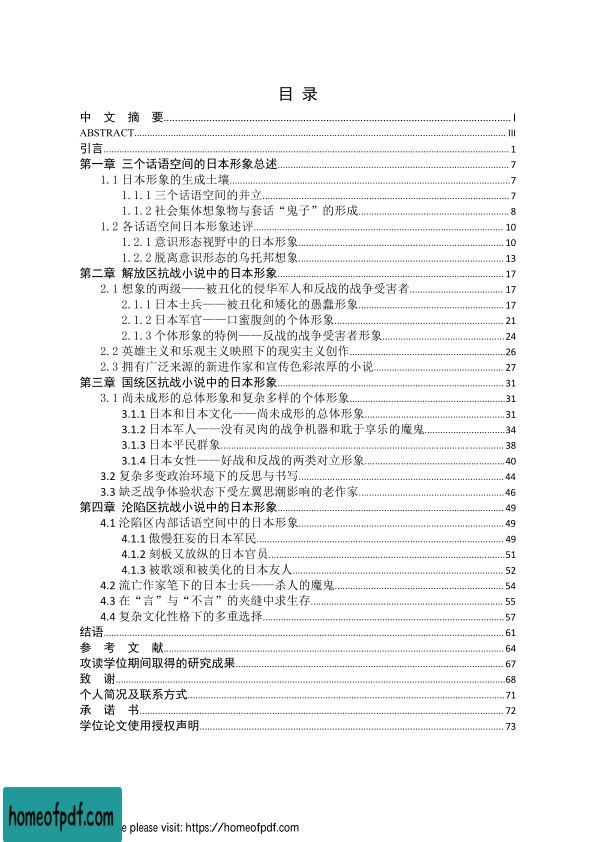 目 录
中 文 摘 要 I
ABSTRACT III
引言 1
第一章 三个话语空间的日本形象总述 7
1.1日本形象的生成土壤 7
1.1.1三个话语空间的并立 7
1.1.2社会集体想象物与套话“鬼子”的形成 8
1.2各话语空间日本形象述评 10
1.2.1意识形态视野中的日本形象 10
1.2.2脱离意识形态的乌托邦想象 13
第二章 解放区抗战小说中的日本形象 17
2.1想象的两级——被丑化的侵华军人和反战的战争受害者 17
2.1.1日本士兵——被丑化和矮化的愚蠢形象 17
2.1.2日本军官——口蜜腹剑的个体形象 21
2.1.3个体形象的特例——反战的战争受害者形象 24
2.2英雄主义和乐观主义映照下的现实主义创作 26
2.3拥有广泛来源的新进作家和宣传色彩浓厚的小说 27
第三章 国统区抗战小说中的日本形象 31
3.1尚未成形的总体形象和复杂多样的个体形象 31
3.1.1日本和日本文化——尚未成形的总体形象 31
3.1.2日本军人——没有灵肉的战争机器和耽于享乐的魔鬼 34
3.1.3日本平民群象 38
3.1.4日本女性——好战和反战的两类对立形象 40
3.2复杂多变政治环境下的反思与书写 44
3.3缺乏战争体验状态下受左翼思潮影响的老作家 46
第四章 沦陷区抗战小说中的日本形象 49
4.1沦陷区内部话语空间中的日本形象 49
4.1.1傲慢狂妄的日本军民 49
4.1.2刻板又放纵的日本官员 51
4.1.3被歌颂和被美化的日本友人 52
4.2流亡作家笔下的日本士兵——杀人的魔鬼 54
4.3在“言”与“不言”的夹缝中求生存 55
4.4复杂文化性格下的多重选择 57
结语 61
参 考 文 献 64
攻读学位期间取得的研究成果 67
致 谢 68
个人简况及联系方式 71
承 诺 书 72
学位论文使用授权声明 73
homeofpdf.com
e please visit: https://homeofpdf.com